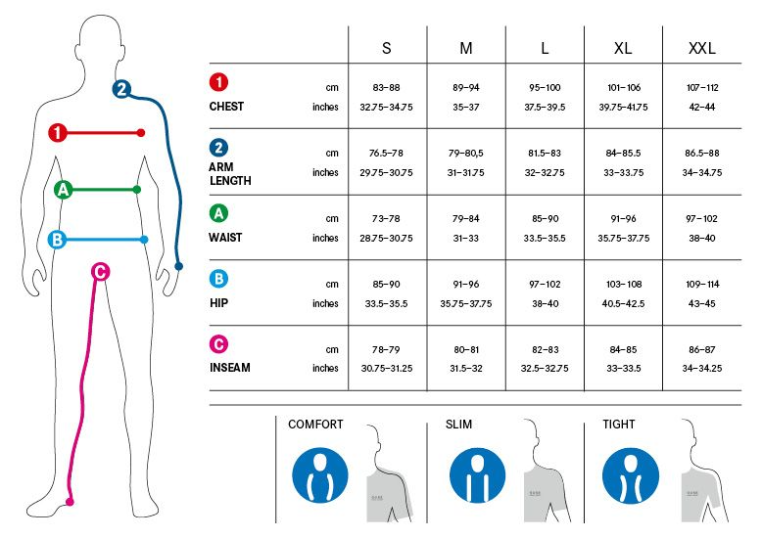 S M L XL XXL
1 cm 83–88 89–94 95–100 101–106 107–112
CHEST inches 32.75–34.75 35–37 37.5–39.5 39.75–41.75 42–44
2 cm 76.5–78 79–80,5 81.5–83 84–85.5 86.5–88
ARM inches 29.75–30.75 31–31.75 32–32.75 33–33.75 34–34.75
LENGTH
A cm 73–78 79–84 85–90 91–96 97–102
WAIST inches 28.75–30.75 31–33 33.5–35.5 35.75–37.75 38–40
B cm 85–90 91–96 97–102 103–108 109–114
HIP inches 33.5–35.5 35.75–37.75 38–40 40.5–42.5 43–45
C cm 78–79 80–81 82–83 84–85 86–87
INSEAM inches 30.75–31.25 31.5–32 32.5–32.75 33–33.5 34–34.25
2
1
A
B
C
COMFORT SLIM TIGHT